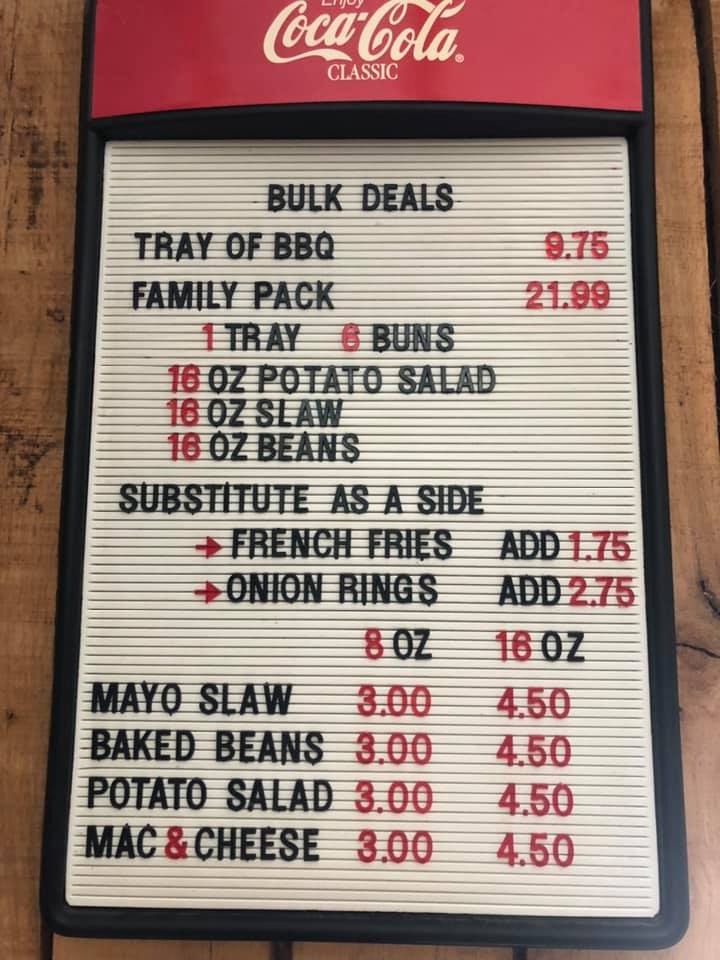 Enjoy
Coca-Cola®
CLASSIC
BULK DEALS
TRAY OF BBQ 9.75
FAMILY PACK 21.99
1 TRAY 6 BUNS
16 OZ POTATO SALAD
16 OZ SLAW
16 OZ BEANS
SUBSTITUTE AS A SIDE
→ FRENCH FRIES ADD 1.75
→ ONION RINGS ADD 2.75
8 OZ 16 OZ
MAYO SLAW 3.00 4.50
BAKED BEANS 3.00 4.50
POTATO SALAD 3.00 4.50
MAC & CHEESE 3.00 4.50